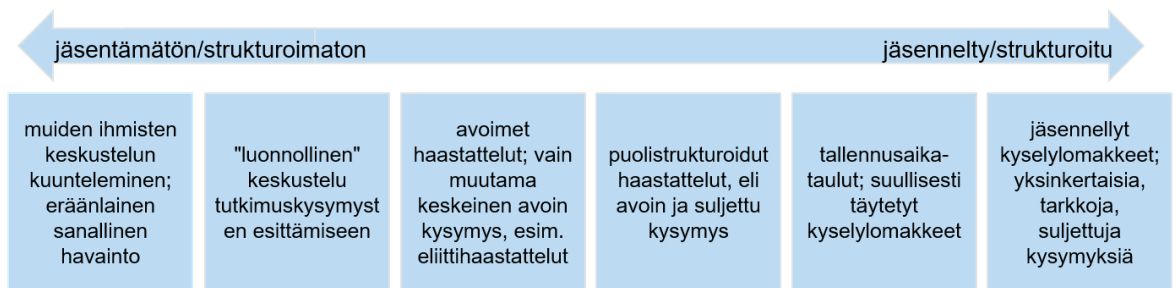 jäsentämätön/strukturoimaton
jäsennelty/strukturoitu
muiden ihmisten
keskustelun
kuunteleminen;
eräänlainen
sanallinen
havainto
"luonnollinen"
keskustelu
tutkimuskysymyst
en esittämiseen
avoimet
haastattelut; vain
muutama
keskeinen avoin
kysymys, esim.
eliittihaastattelut
puolistrukturoidut
haastattelut, eli
avoin ja suljettu
kysymys
tallennusaika-
taulut; suullisesti
täytetyt
kyselylomakkeet
jäsennellyt
kyselylomakkeet;
yksinkertaisia,
tarkkoja,
suljettuja
kysymyksiä